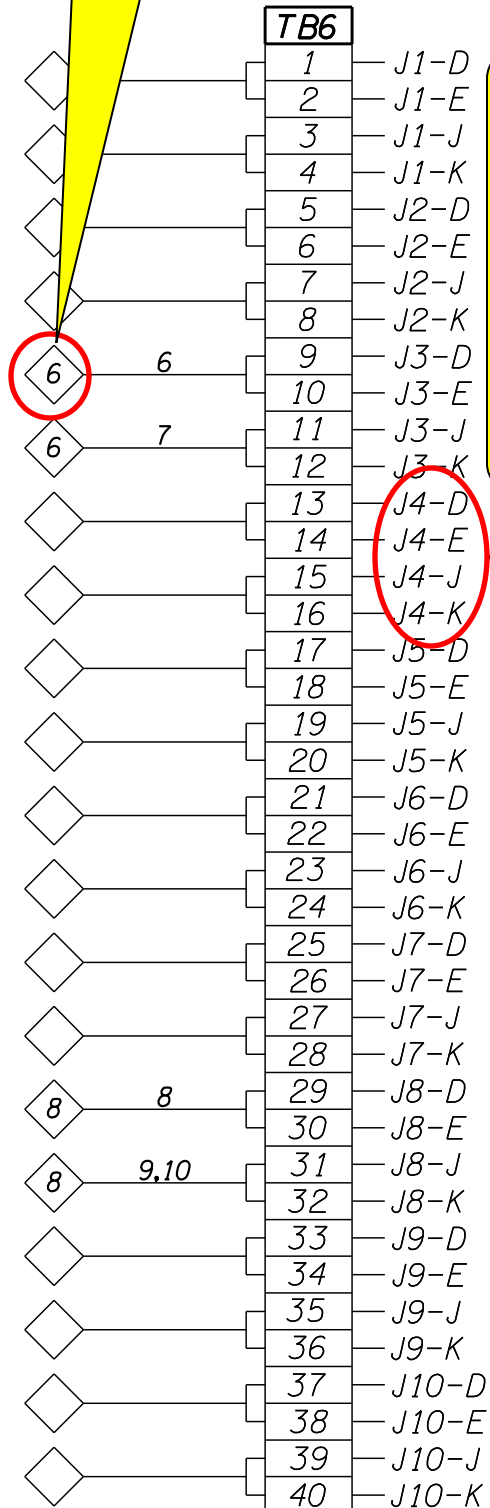 TB6
1 J1-D
2 J1-E
3 J1-J
4 J1-K
5 J2-D
6 J2-E
7 J2-J
8 J2-K
6 6 9 J3-D
10 J3-E
6 7 11 J3-J
12 J3-K
13 J4-D
14 J4-E
15 J4-J
16 J4-K
17 J5-D
18 J5-E
19 J5-J
20 J5-K
21 J6-D
22 J6-E
23 J6-J
24 J6-K
25 J7-D
26 J7-E
27 J7-J
28 J7-K
8 8 29 J8-D
30 J8-E
8 9,10 31 J8-J
32 J8-K
33 J9-D
34 J9-E
35 J9-J
36 J9-K
37 J10-D
38 J10-E
39 J10-J
40 J10-K